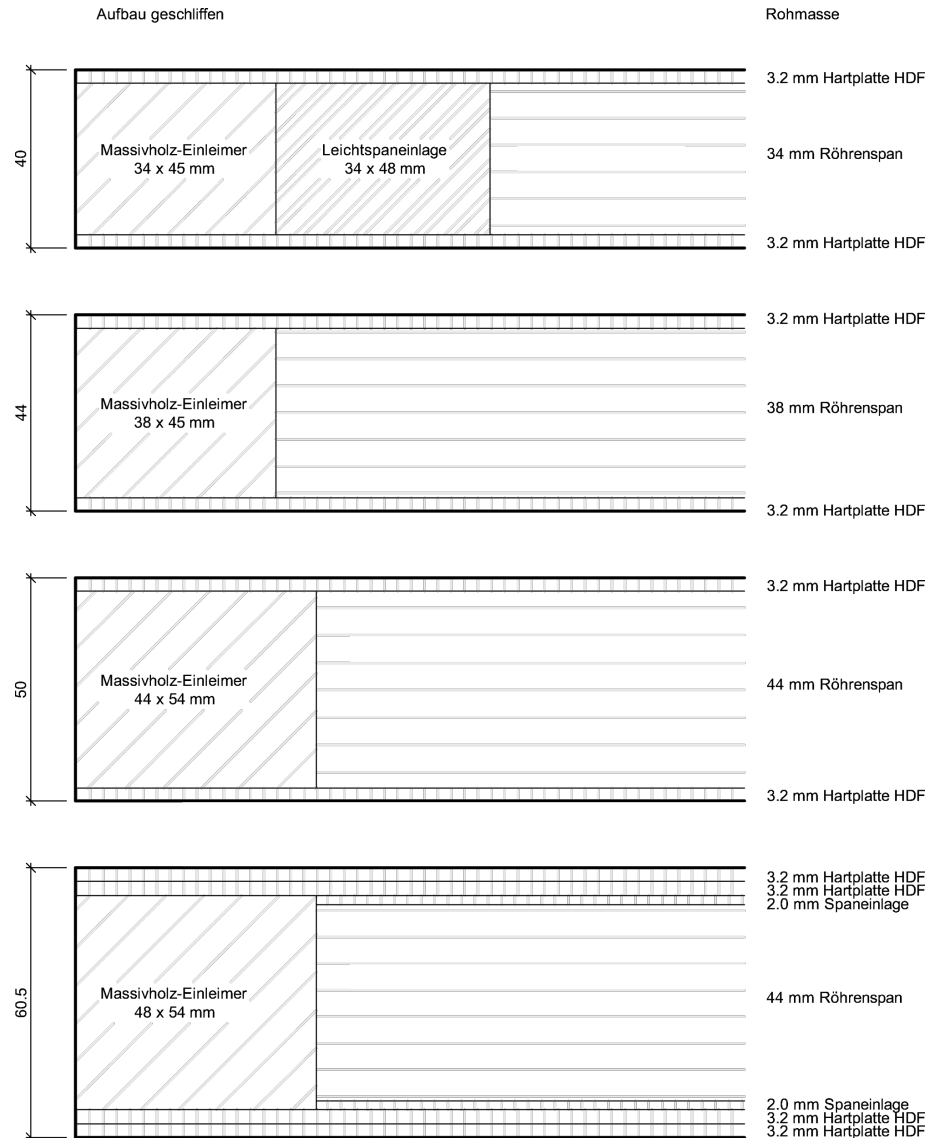 Aufbau geschliffen
Rohmasse
3.2 mm Hartplatte HDF
40
Massivholz-Einleimer
34 x 45 mm
Leichtspaneinlage
34 x 48 mm
34 mm Röhrenspan
3.2 mm Hartplatte HDF
3.2 mm Hartplatte HDF
44
Massivholz-Einleimer
38 x 45 mm
38 mm Röhrenspan
3.2 mm Hartplatte HDF
3.2 mm Hartplatte HDF
50
Massivholz-Einleimer
44 x 54 mm
44 mm Röhrenspan
3.2 mm Hartplatte HDF
3.2 mm Hartplatte HDF
3.2 mm Hartplatte HDF
2.0 mm Spaneinlage
60.5
Massivholz-Einleimer
48 x 54 mm
44 mm Röhrenspan
2.0 mm Spaneinlage
3.2 mm Hartplatte HDF
3.2 mm Hartplatte HDF